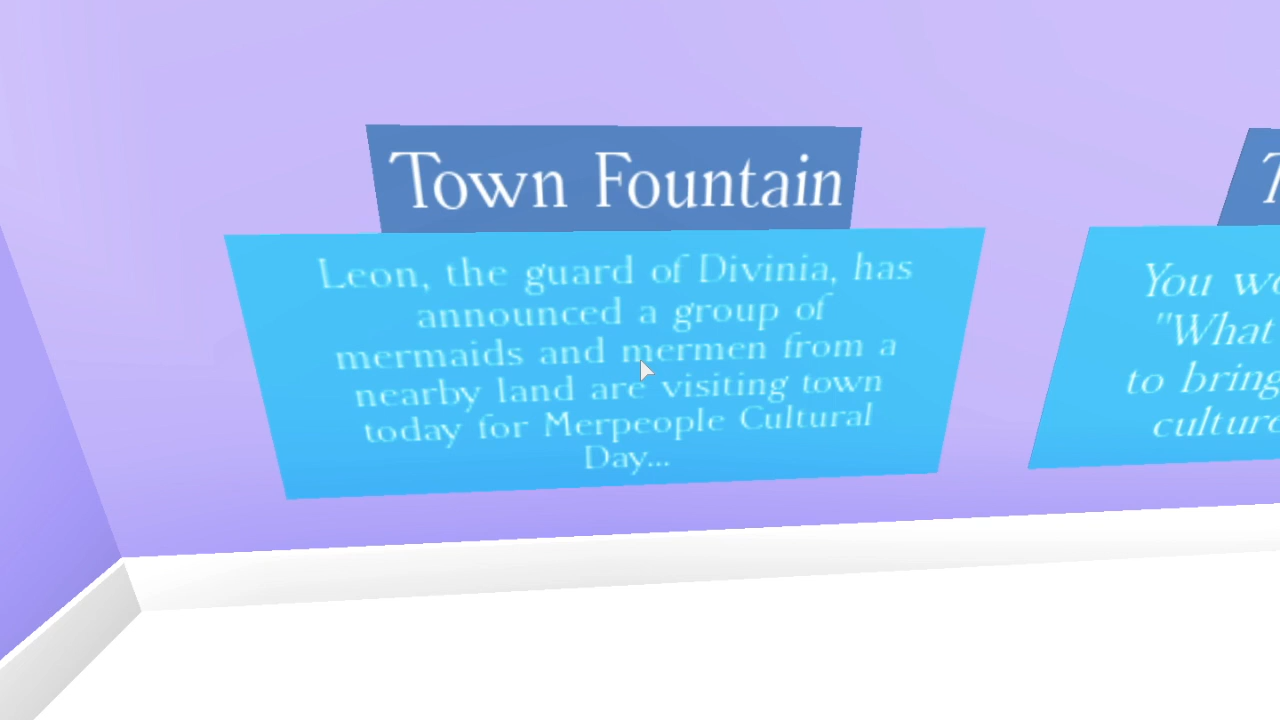 Town Fountain
Leon, the guard of Divinia, has
announced a group of
mermaids and mermen from a
nearby land are visiting town
today for Merpeople Cultural
Day...
You
"What
to bring